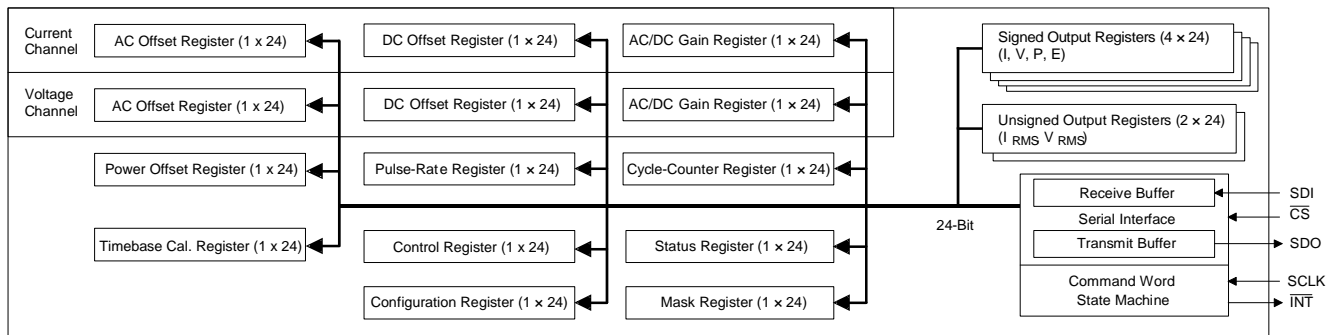 Current
Channel
AC Offset Register (1 x 24)
DC Offset Register (1 × 24)
AC/DC Gain Register (1 × 24)
Signed Output Registers (4 × 24)
(I, V, P, E)
Voltage
Channel
AC Offset Register (1 x 24)
DC Offset Register (1 × 24)
AC/DC Gain Register (1 × 24)
Unsigned Output Registers (2 × 24)
(I RMS, V RMS)
Power Offset Register (1 × 24)
Pulse-Rate Register (1 × 24)
Cycle-Counter Register (1 × 24)
Receive Buffer
SDI
Serial Interface
CS
24-Bit
Timebase Cal. Register (1 x 24)
Control Register (1 × 24)
Status Register (1 × 24)
Transmit Buffer
SDO
Command Word
State Machine
SCLK
INT
Configuration Register (1 × 24)
Mask Register (1 × 24)